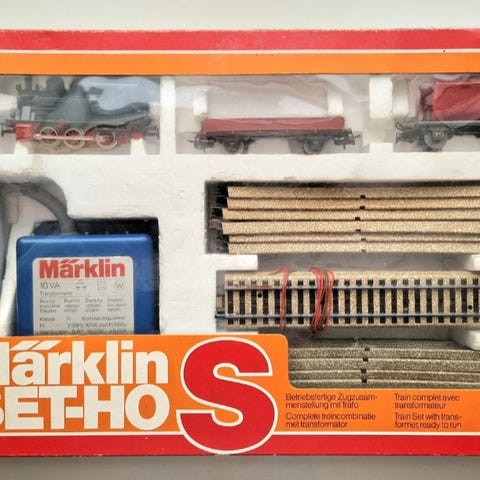 Märklin
10 VA
Transformator
Märklin
SET-HO S
Betriebsfertige Zugzusam-
menstellung mit Trafo
Complete treincombinatie
met transformator
Train complet avec
transformateur
Train Set with trans-
former, ready to run